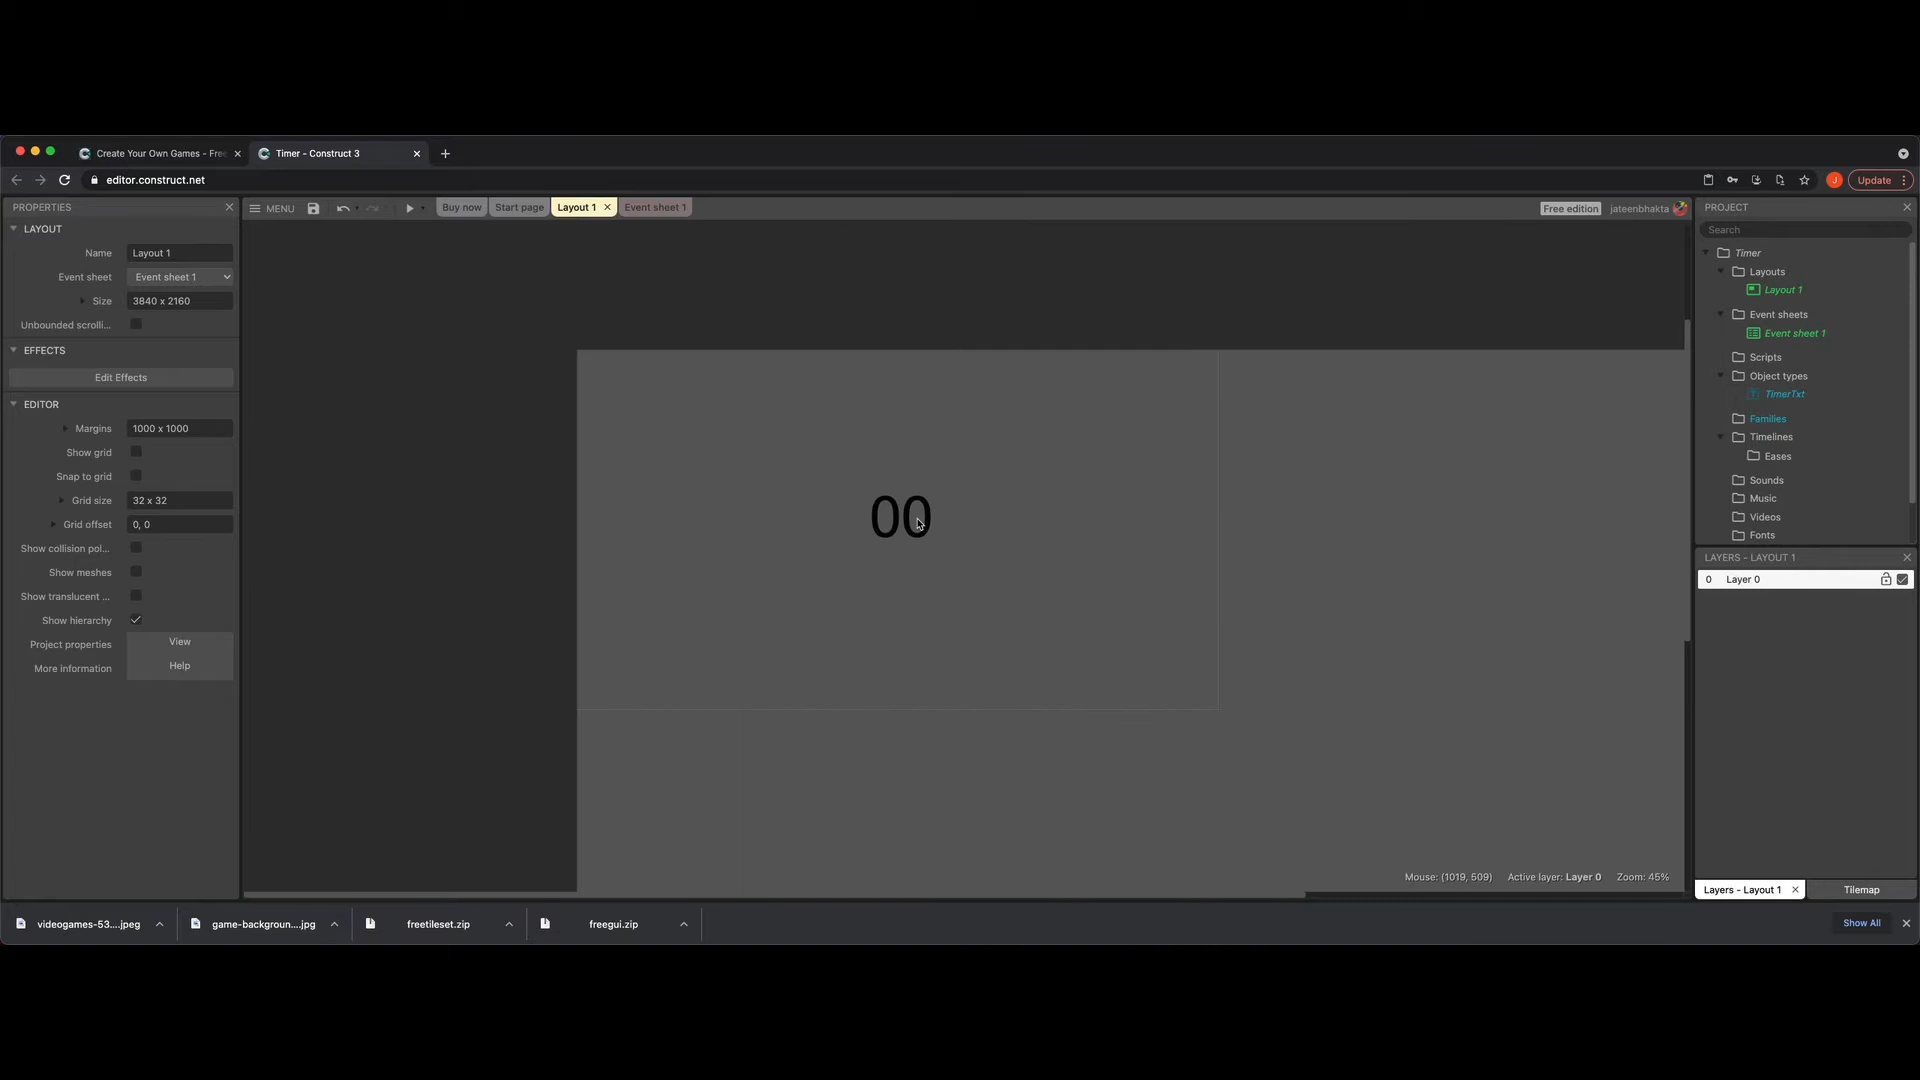 Create Your Own Games - Fre
Timer - Construct 3
editor.construct.net
Update
PROPERTIES
MENU
Buy now
Start page
Layout 1
Event sheet 1
Free edition
jateenbhakta
PROJECT
LAYOUT
Name
Layout 1
Event sheet
Event sheet 1
Size
3840 x 2160
Unbounded scrolli...
EFFECTS
Edit Effects
EDITOR
Margins
1000 x 1000
Show grid
Snap to grid
Grid size
32 x 32
Grid offset
0, 0
Show collision pol...
Show meshes
Show translucent ...
Show hierarchy
Project properties
View
More information
Help
00
Mouse: (1019, 509)
Active layer: Layer 0
Zoom: 45%
Search
Timer
Layouts
Layout 1
Event sheets
Event sheet 1
Scripts
Object types
TimerTxt
Families
Timelines
Eases
Sounds
Music
Videos
Fonts
LAYERS - LAYOUT 1
0 Layer 0
Layers - Layout 1
Tilemap
videogames-53....jpeg
game-backgroun....jpg
freetileset.zip
freegui.zip
Show All
J